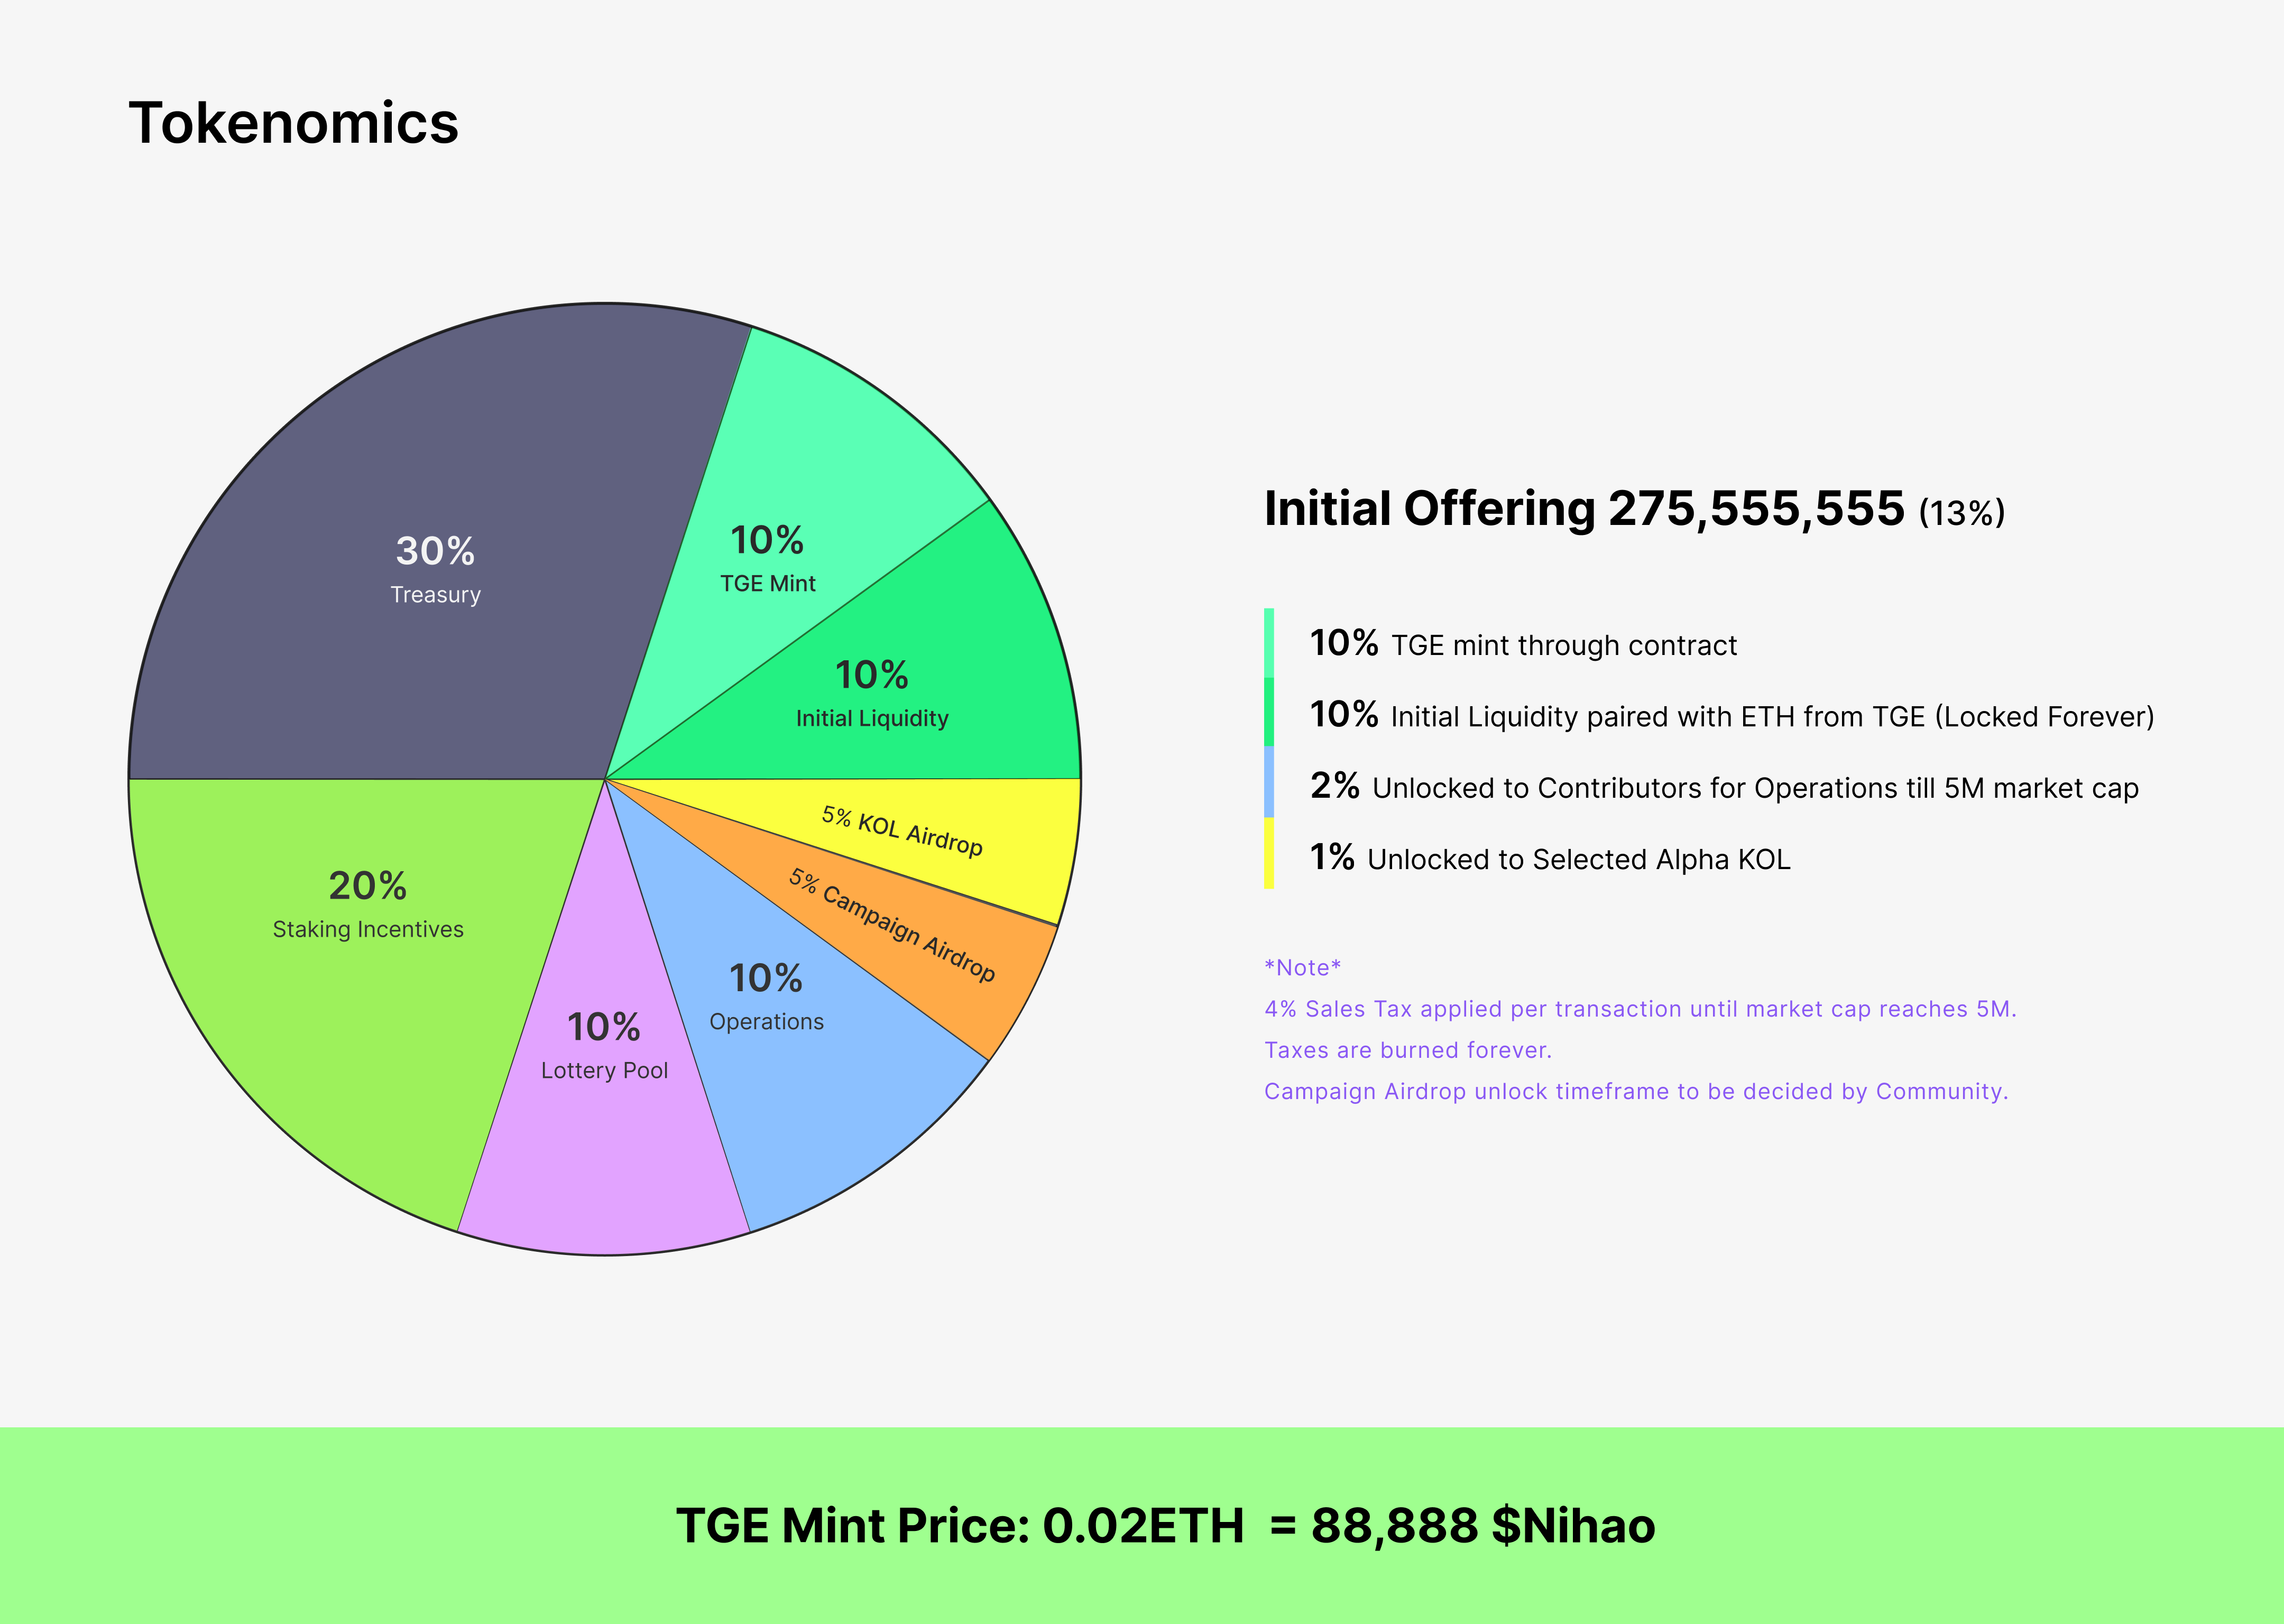 Tokenomics
30%
Treasury
10%
TGE Mint
10%
Initial Liquidity
5% KOL Airdrop
5% Campaign Airdrop
10%
Operations
10%
Lottery Pool
20%
Staking Incentives
Initial Offering 275,555,555 (13%)
10% TGE mint through contract
10% Initial Liquidity paired with ETH from TGE (Locked Forever)
2% Unlocked to Contributors for Operations till 5M market cap
1% Unlocked to Selected Alpha KOL
*Note*
4% Sales Tax applied per transaction until market cap reaches 5M.
Taxes are burned forever.
Campaign Airdrop unlock timeframe to be decided by Community.
TGE Mint Price: 0.02ETH = 88,888 $Nihao